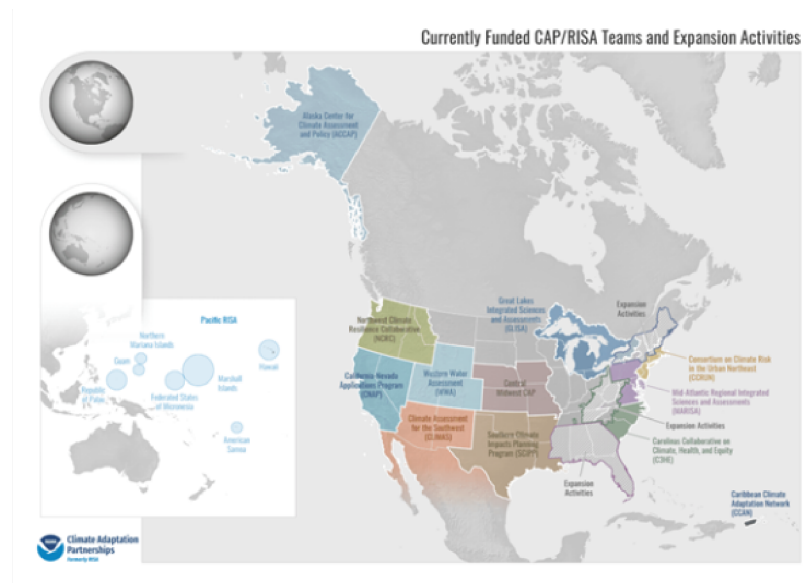 Currently Funded CAP/RISA Teams and Expansion Activities
Alaska Center for
Climate Assessment
and Policy (ACCAP)
Pacific RISA
Northern
Mariana Islands
Guam
Republic
of Palau
Federated States
of Micronesia
Marshall
Islands
Hawaii
American
Samoa
Northwest Climate
Resilience Collaborative
(NCRC)
Great Lakes
Integrated Sciences
and Assessments
(GLISA)
Expansion
Activities
California-Nevada
Applications Program
(CNAP)
Western Water
Assessment
(WWA)
Central
Midwest CAP
Consortium on Climate Risk
in the Urban Northeast
(CCRUN)
Mid-Atlantic Regional Integrated
Sciences and Assessments
(MARISA)
Climate Assessment
for the Southwest
(CLIMAS)
Southern Climate
Impacts Planning
Program (SCIPP)
Expansion Activities
Carolinas Collaborative on
Climate, Health, and Equity
(C3HE)
Expansion
Activities
Caribbean Climate
Adaptation Network
(CCAN)
Climate Adaptation
Partnerships
formerly RISA